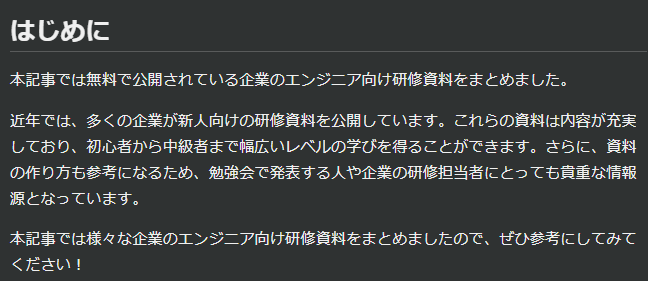 はじめに
本記事では無料で公開されている企業のエンジニア向け研修資料をまとめました。
近年では、多くの企業が新人向けの研修資料を公開しています。これらの資料は内容が充実
しており、初心者から中級者まで幅広いレベルの学びを得ることができます。さらに、資料
の作り方も参考になるため、勉強会で発表する人や企業の研修担当者にとっても貴重な情報
源となっています。
本記事では様々な企業のエンジニア向け研修資料をまとめましたので、ぜひ参考にしてみて
ください！